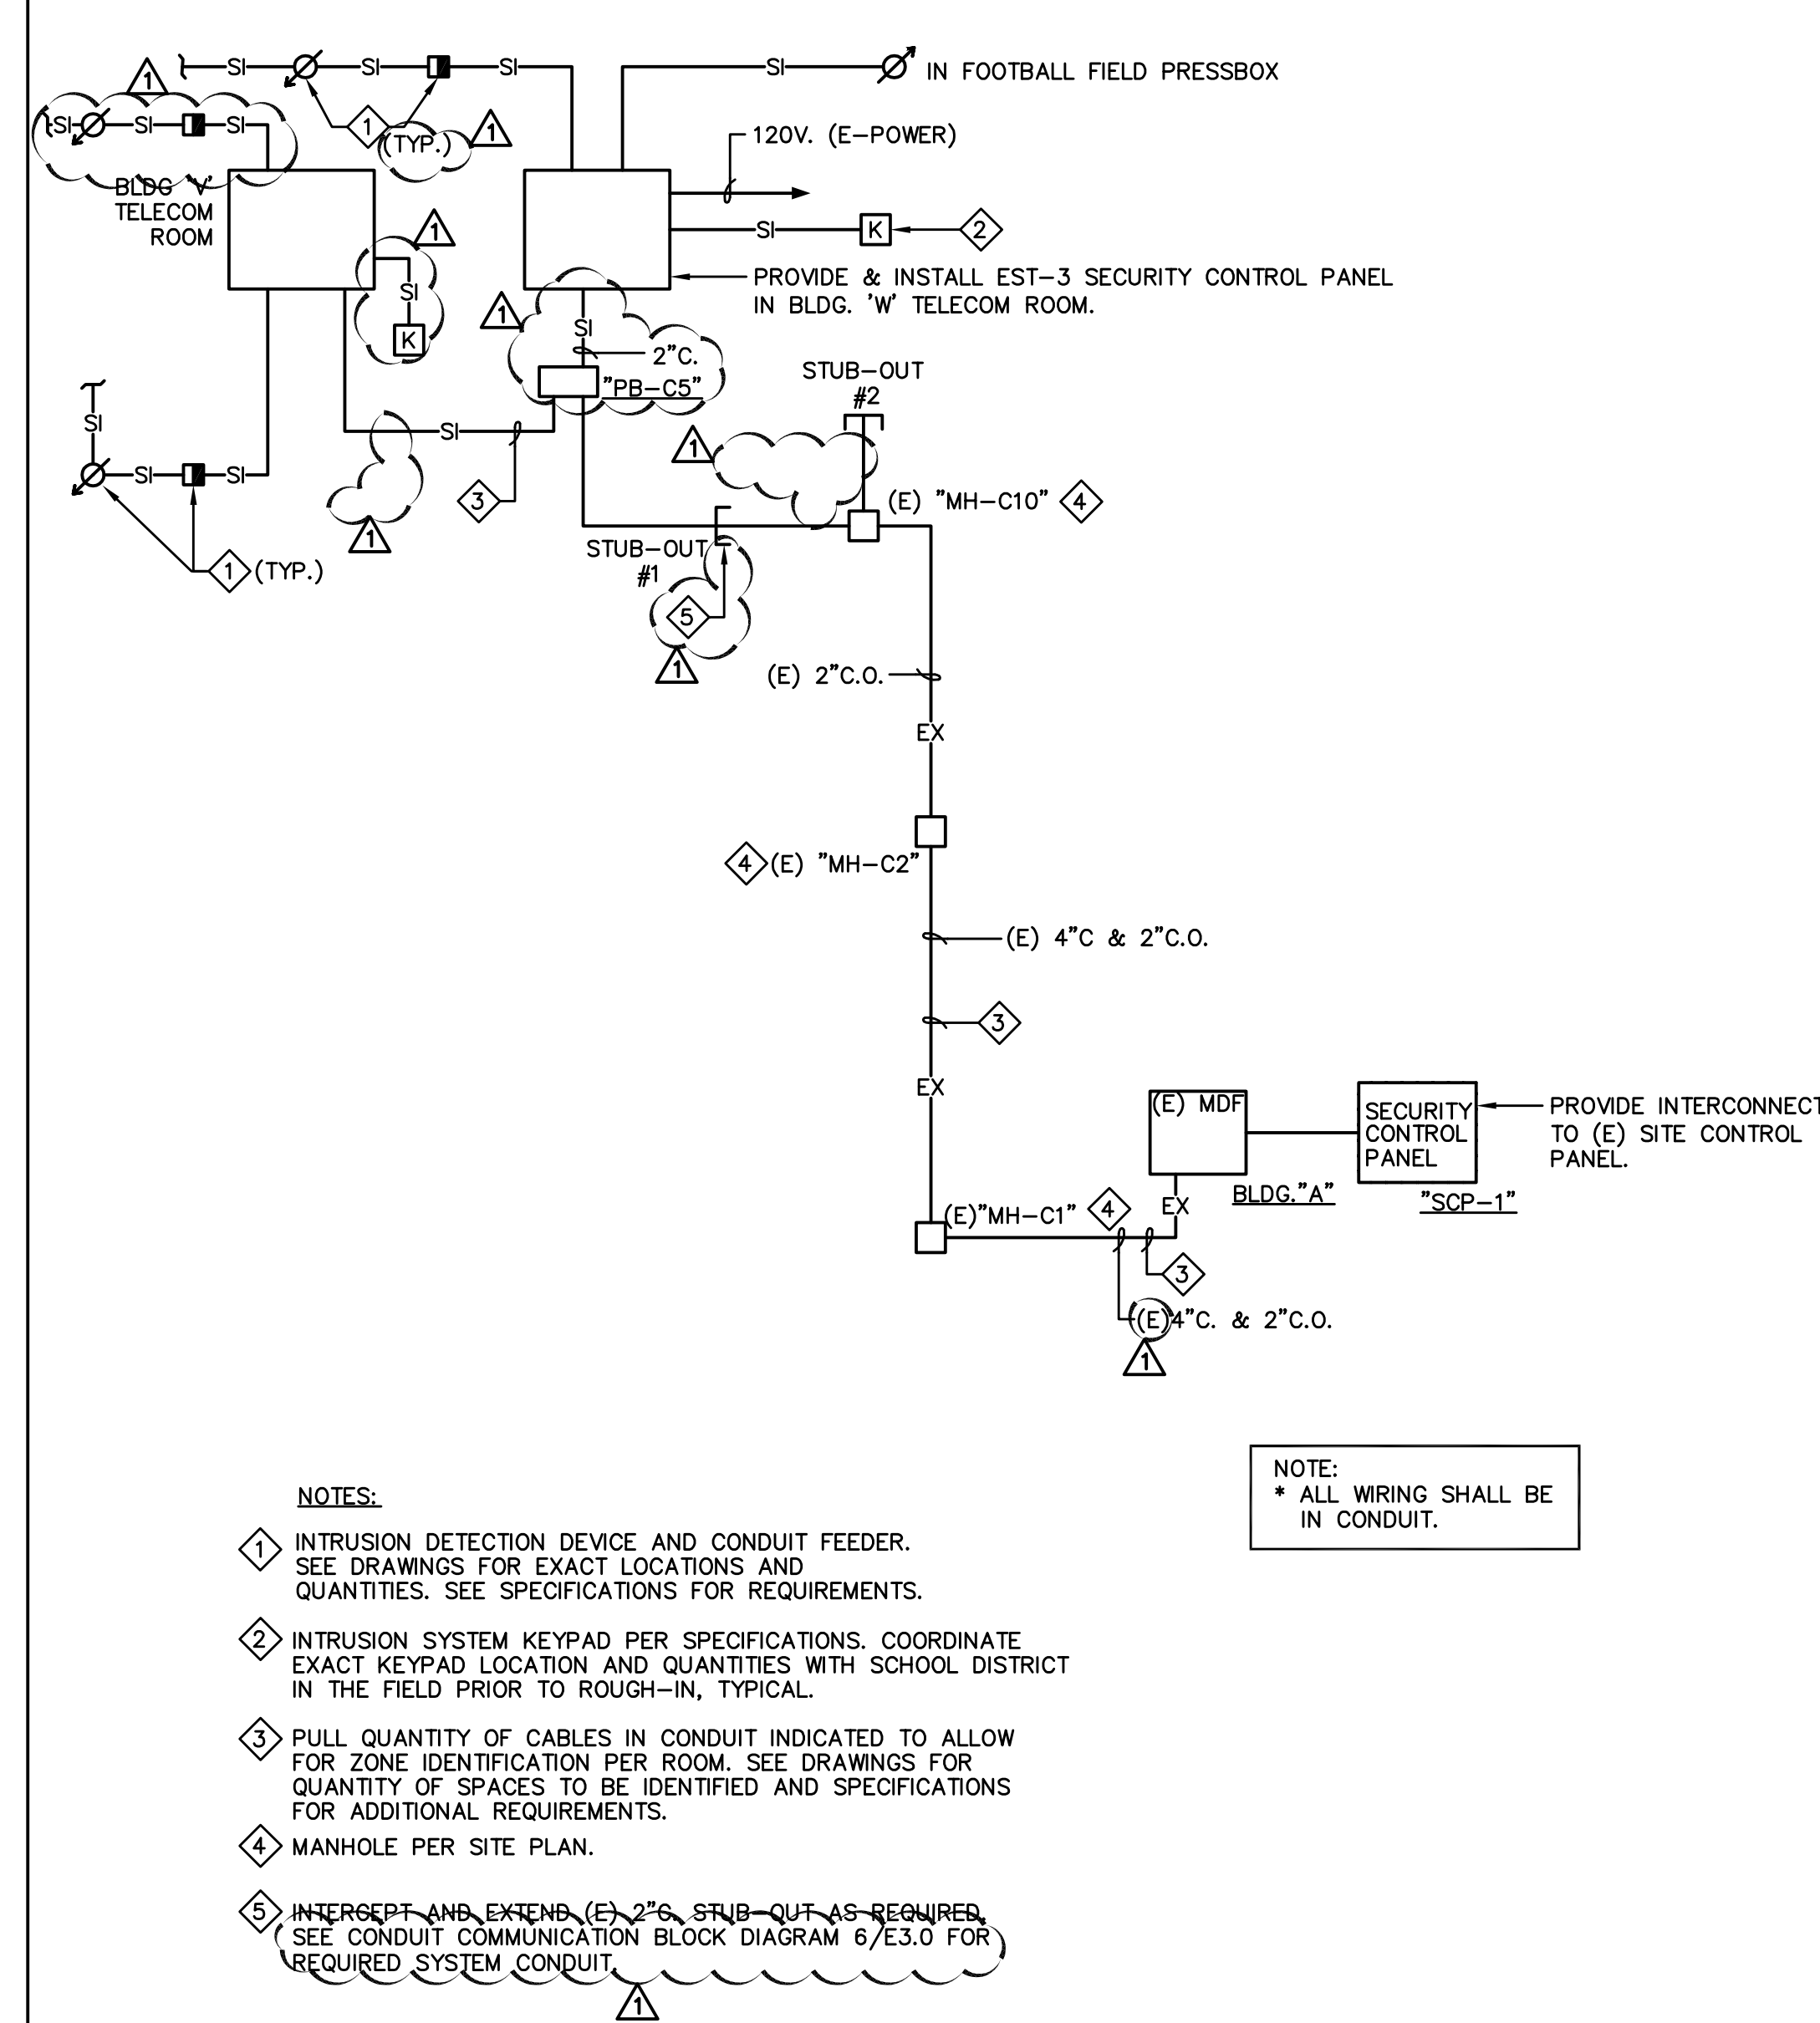 SI
SI
SI
SI
IN FOOTBALL FIELD PRESSBOX
1
SI
SI
SI
1
(TYP.)
1
120V. (E-POWER)
BLDG 'V'
TELECOM
ROOM
1
SI
K
2
SI
K
PROVIDE & INSTALL EST-3 SECURITY CONTROL PANEL
IN BLDG. 'W' TELECOM ROOM.
1
SI
2"C.
"PB-C5"
STUB-OUT
#2
SI
SI
1
SI
SI
3
(E) "MH-C10"
4
1
STUB-OUT
#1
1
(TYP.)
5
1
(E) 2"C.O.
EX
4
(E) "MH-C2"
(E) 4"C & 2"C.O.
3
EX
(E) MDF
SECURITY
CONTROL
PANEL
PROVIDE INTERCONNECT
TO (E) SITE CONTROL
PANEL.
BLDG."A"
"SCP-1"
(E)"MH-C1"
4
EX
3
(E)4"C. & 2"C.O.
1
NOTE:
* ALL WIRING SHALL BE
IN CONDUIT.
NOTES:
1
INTRUSION DETECTION DEVICE AND CONDUIT FEEDER.
SEE DRAWINGS FOR EXACT LOCATIONS AND
QUANTITIES. SEE SPECIFICATIONS FOR REQUIREMENTS.
2
INTRUSION SYSTEM KEYPAD PER SPECIFICATIONS. COORDINATE
EXACT KEYPAD LOCATION AND QUANTITIES WITH SCHOOL DISTRICT
IN THE FIELD PRIOR TO ROUGH-IN, TYPICAL.
3
PULL QUANTITY OF CABLES IN CONDUIT INDICATED TO ALLOW
FOR ZONE IDENTIFICATION PER ROOM. SEE DRAWINGS FOR
QUANTITY OF SPACES TO BE IDENTIFIED AND SPECIFICATIONS
FOR ADDITIONAL REQUIREMENTS.
4
MANHOLE PER SITE PLAN.
5
INTERCEPT AND EXTEND (E) 2"C. STUB-OUT AS REQUIRED.
SEE CONDUIT COMMUNICATION BLOCK DIAGRAM 6/E3.0 FOR
REQUIRED SYSTEM CONDUIT.
1